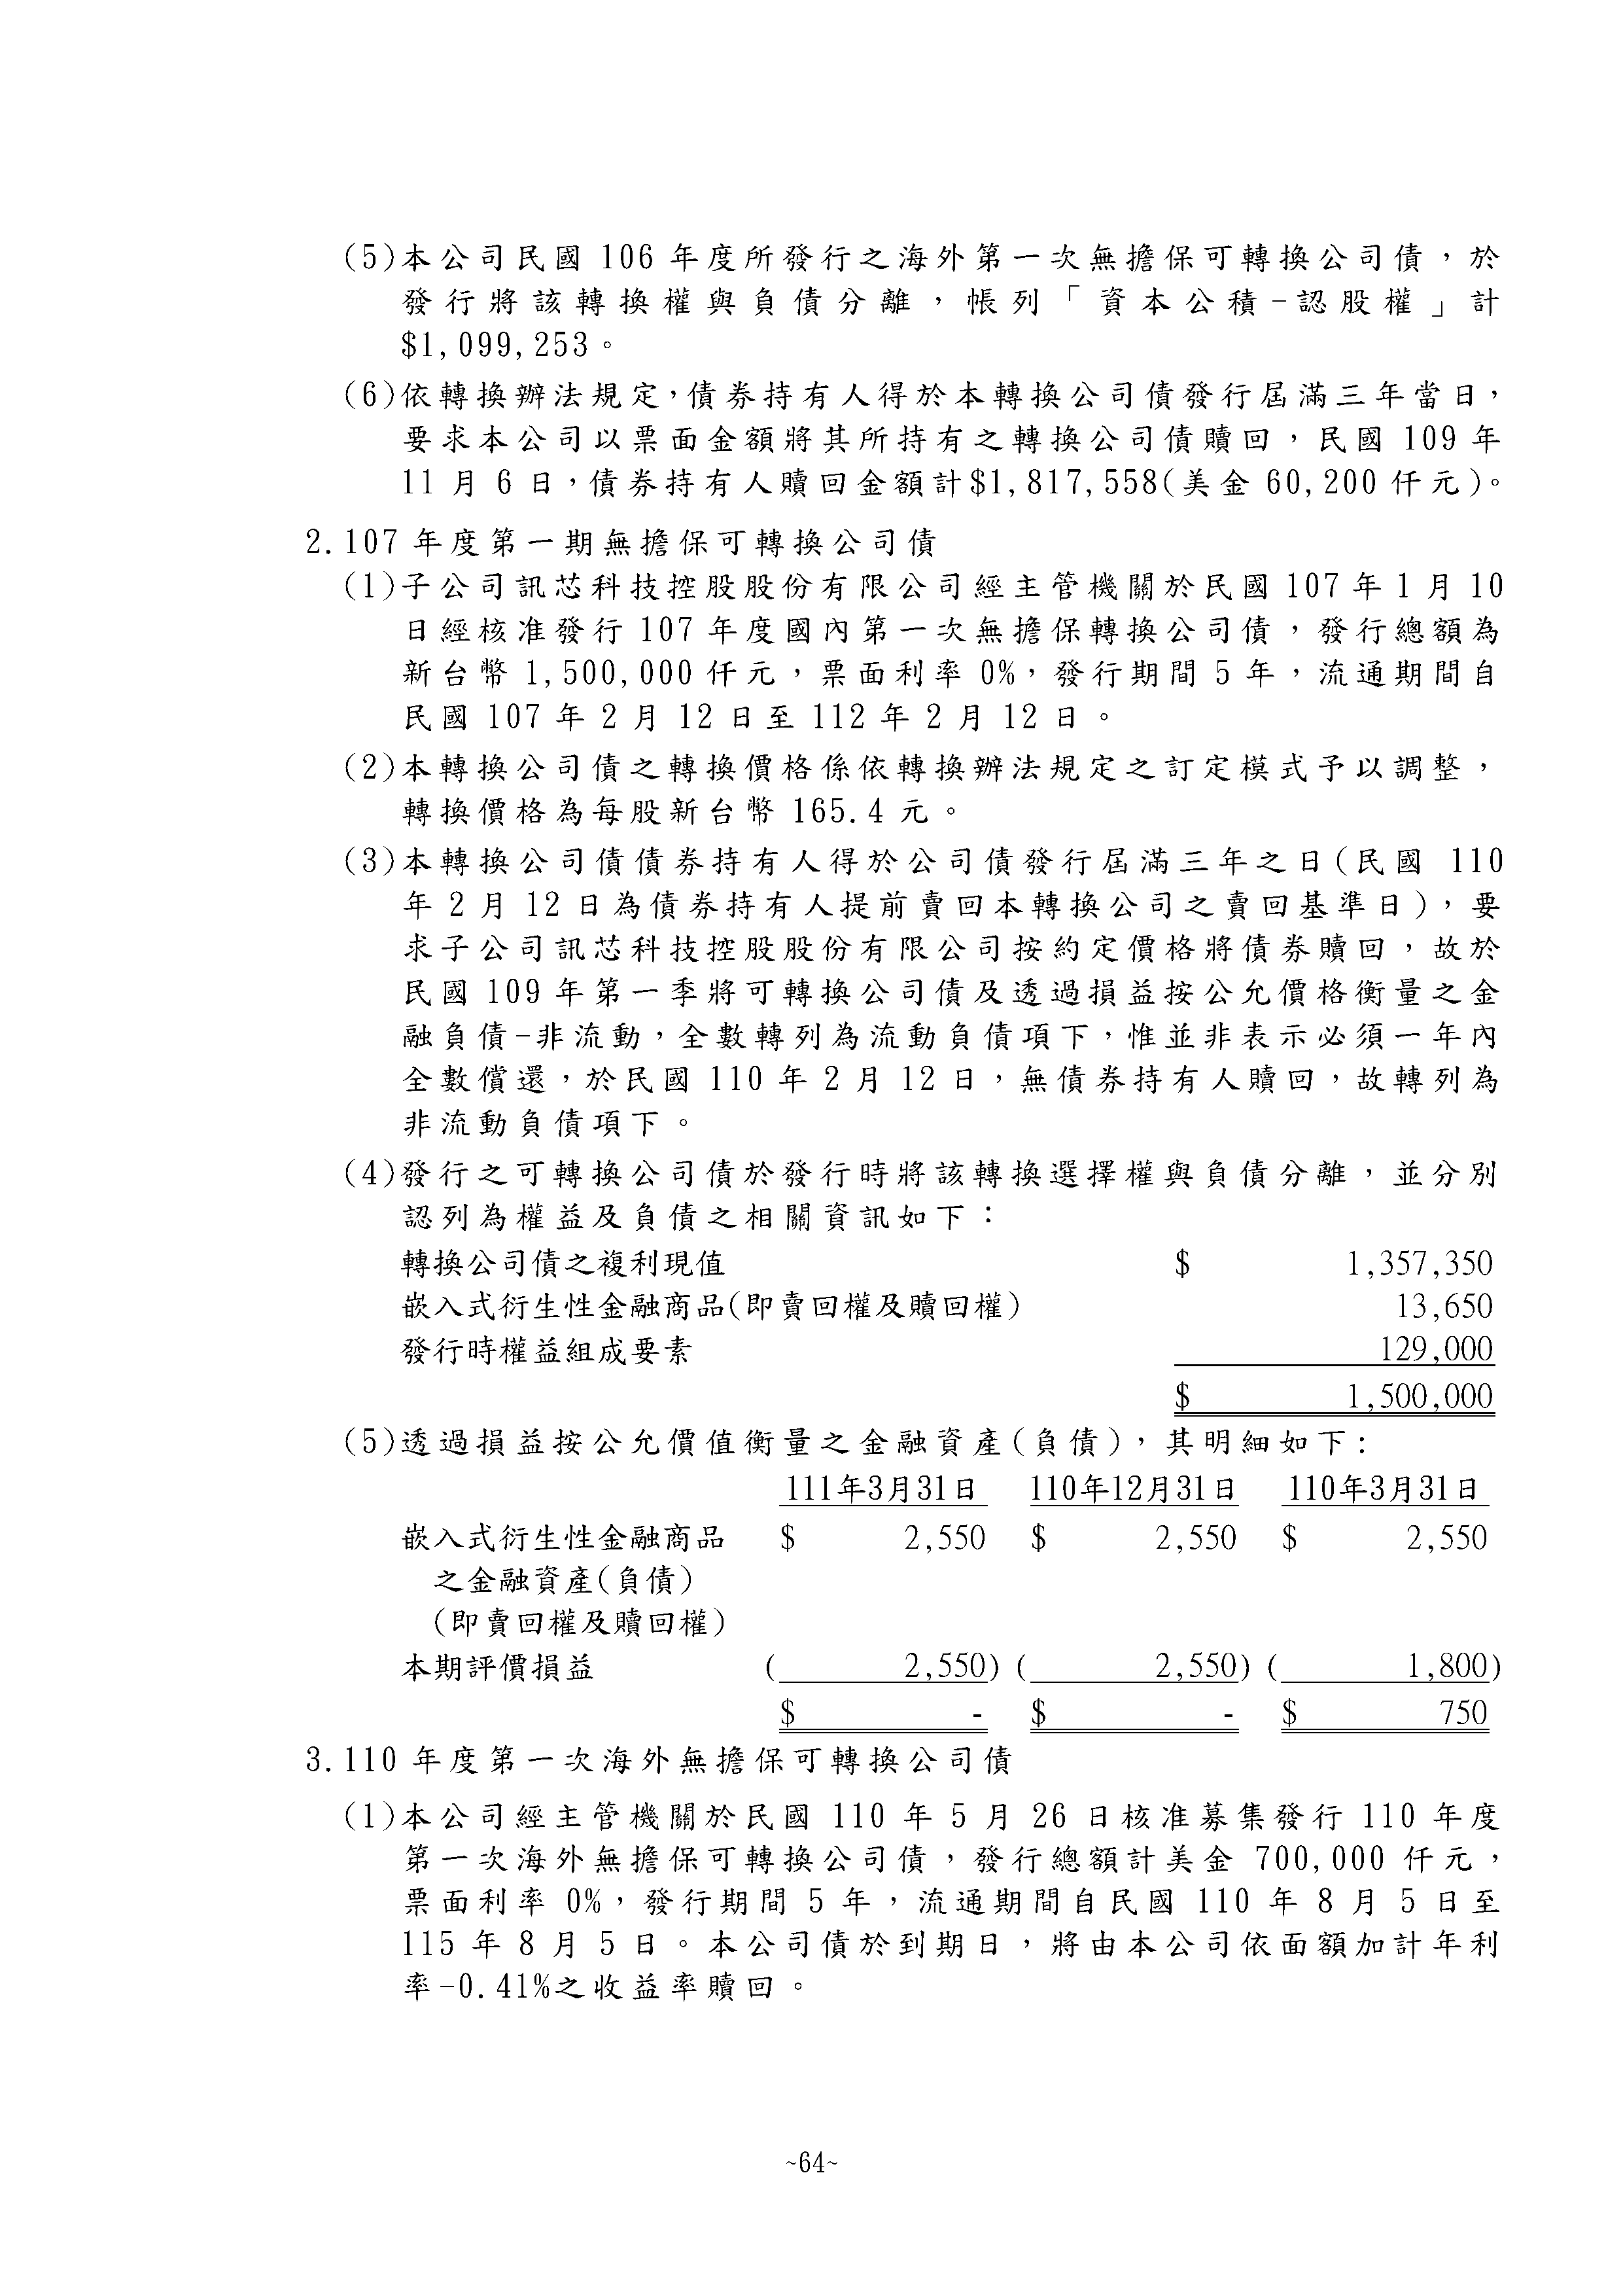 (5)本公司民國 106 年度所發行之海外第一次無擔保可轉換公司債，於
發行將該轉換權與負債分離，帳列「資本公積-認股權」計
$1,099,253。
(6)依轉換辦法規定，債券持有人得於本轉換公司債發行屆滿三年當日，
要求本公司以票面金額將其所持有之轉換公司債贖回，民國 109 年
11 月 6 日，債券持有人贖回金額計$1,817,558(美金 60,200 仟元)。
2.107 年度第一期無擔保可轉換公司債
(1)子公司訊芯科技控股股份有限公司經主管機關於民國 107 年 1 月 10
日經核准發行 107 年度國內第一次無擔保轉換公司債，發行總額為
新台幣 1,500,000 仟元，票面利率 0%，發行期間 5 年，流通期間自
民國 107 年 2 月 12 日至 112 年 2 月 12 日。
(2)本轉換公司債之轉換價格係依轉換辦法規定之訂定模式予以調整，
轉換價格為每股新台幣 165.4 元。
(3)本轉換公司債債券持有人得於公司債發行屆滿三年之日(民國 110
年 2 月 12 日為債券持有人提前賣回本轉換公司之賣回基準日)，要
求子公司訊芯科技控股股份有限公司按約定價格將債券贖回，故於
民國 109 年第一季將可轉換公司債及透過損益按公允價格衡量之金
融負債-非流動，全數轉列為流動負債項下，惟並非表示必須一年內
全數償還，於民國 110 年 2 月 12 日，無債券持有人贖回，故轉列為
非流動負債項下。
(4)發行之可轉換公司債於發行時將該轉換選擇權與負債分離，並分別
認列為權益及負債之相關資訊如下：
轉換公司債之複利現值 $ 1,357,350
嵌入式衍生性金融商品(即賣回權及贖回權) 13,650
發行時權益組成要素 129,000
$ 1,500,000
(5)透過損益按公允價值衡量之金融資產(負債)，其明細如下：
111年3月31日 110年12月31日 110年3月31日
嵌入式衍生性金融商品 $ 2,550 $ 2,550 $ 2,550
之金融資產(負債)
(即賣回權及贖回權)
本期評價損益 ( 2,550) ( 2,550) ( 1,800)
$ - $ - $ 750
3.110 年度第一次海外無擔保可轉換公司債
(1)本公司經主管機關於民國 110 年 5 月 26 日核准募集發行 110 年度
第一次海外無擔保可轉換公司債，發行總額計美金 700,000 仟元，
票面利率 0%，發行期間 5 年，流通期間自民國 110 年 8 月 5 日至
115 年 8 月 5 日。本公司債於到期日，將由本公司依面額加計年利
率-0.41%之收益率贖回。
~64~